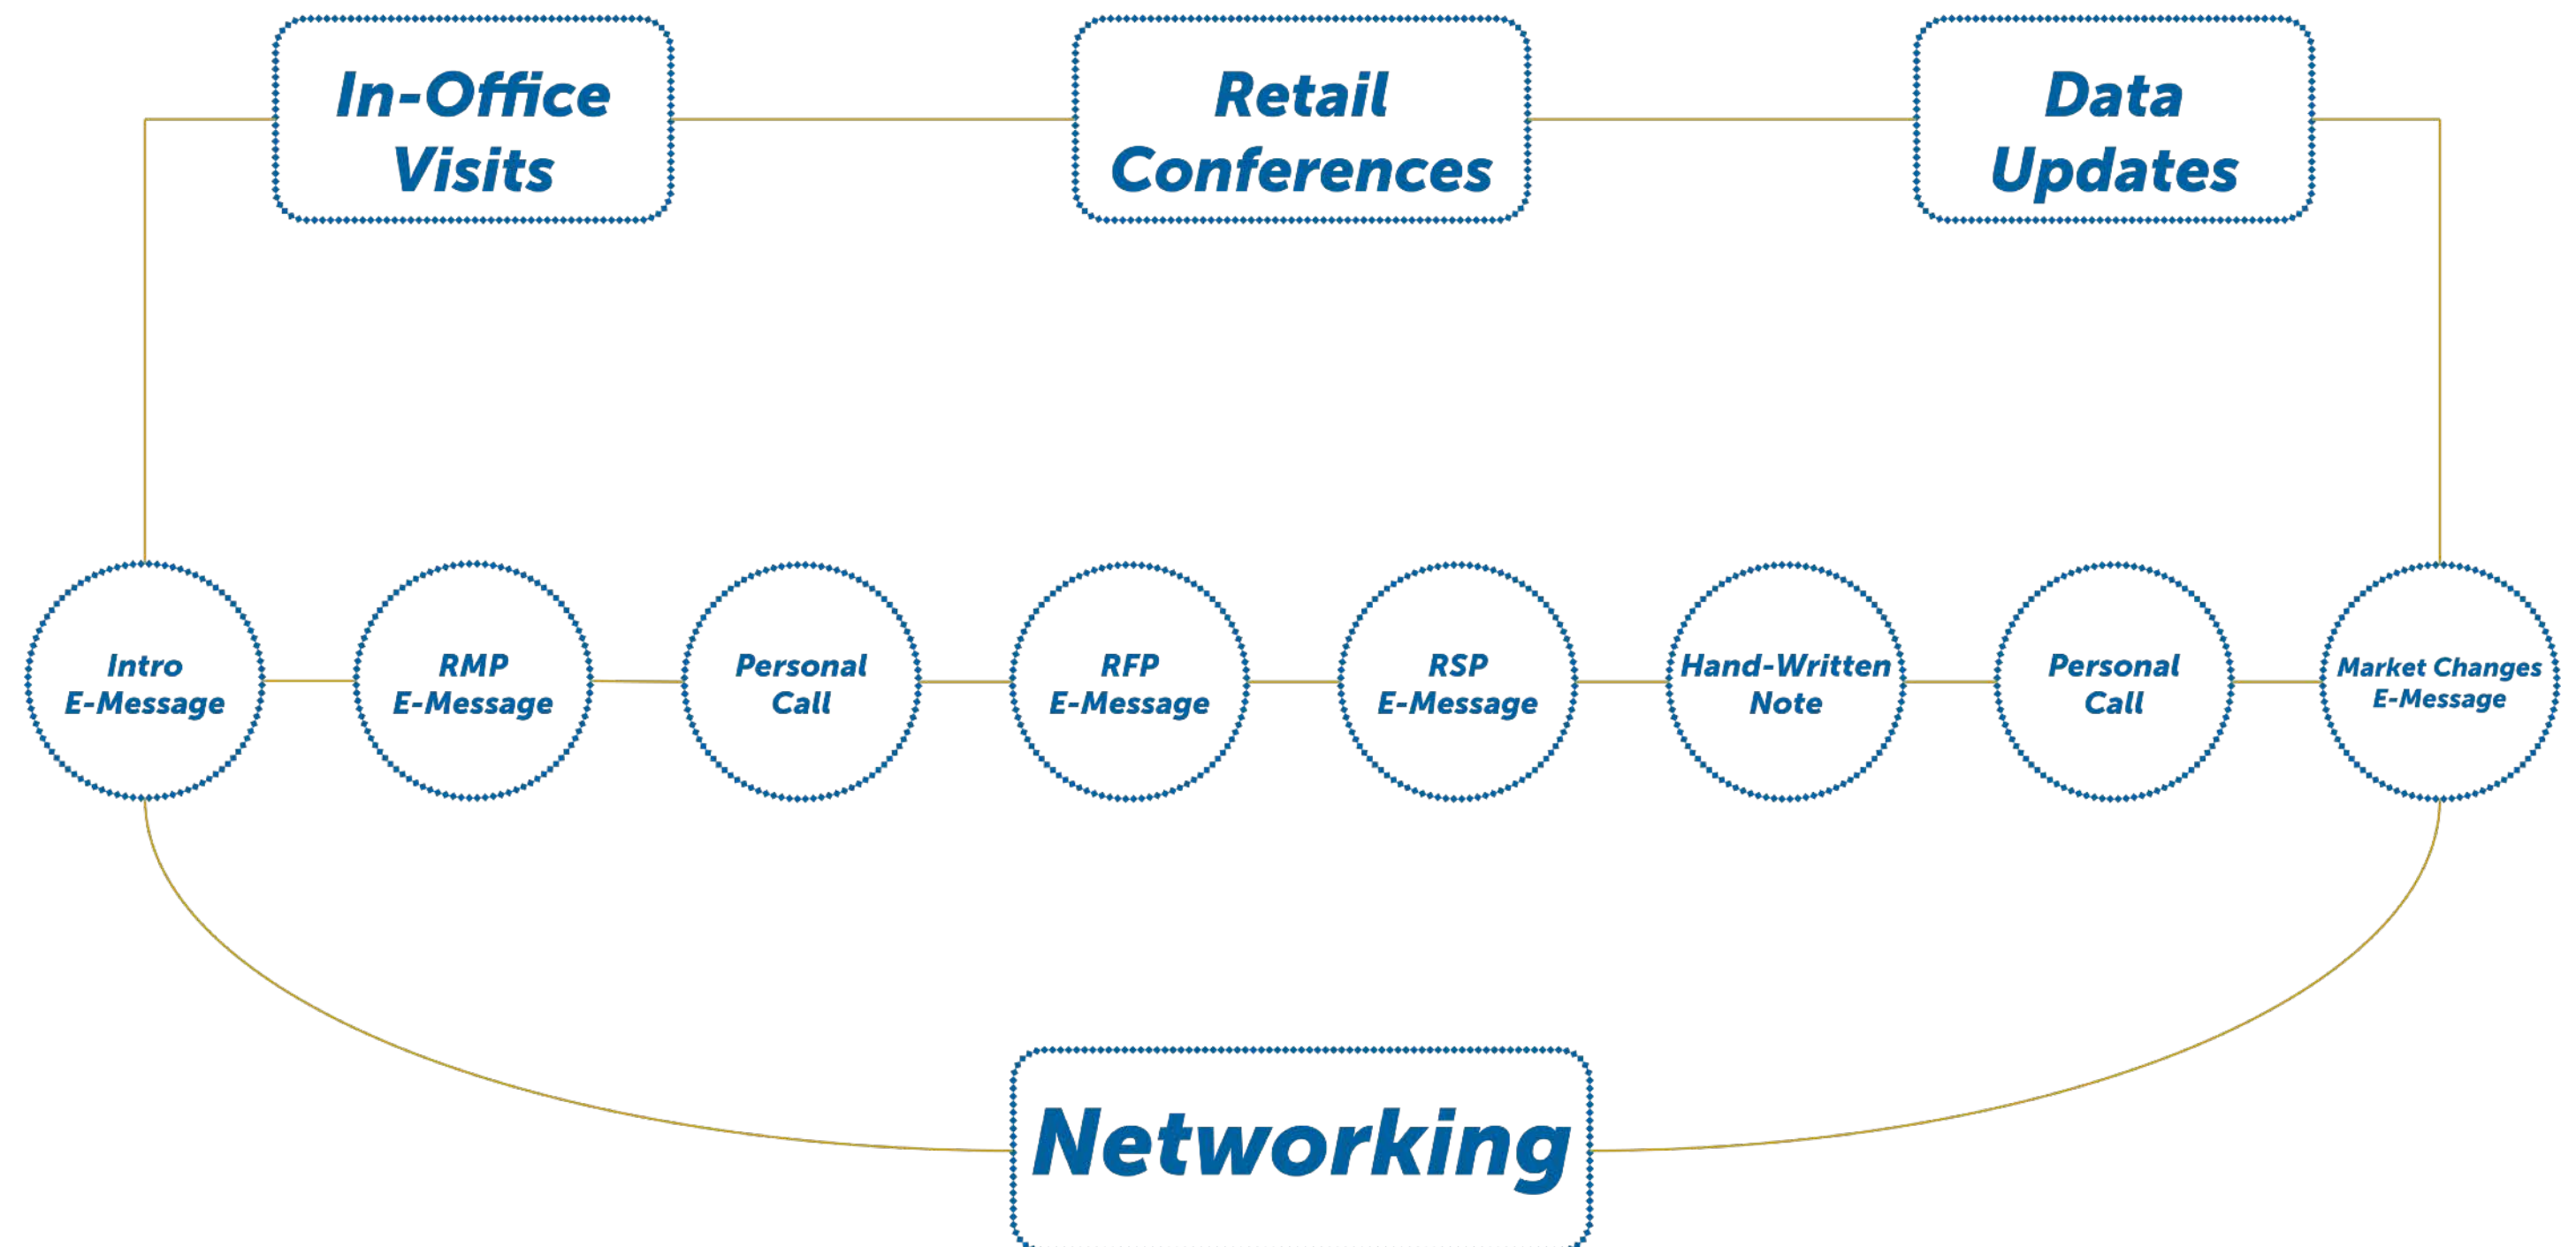 In-Office
Visits
Retail
Conferences
Data
Updates
Intro
E-Message
RMP
E-Message
Personal
Call
RFP
E-Message
RSP
E-Message
Hand-Written
Note
Personal
Call
Market Changes
E-Message
Networking